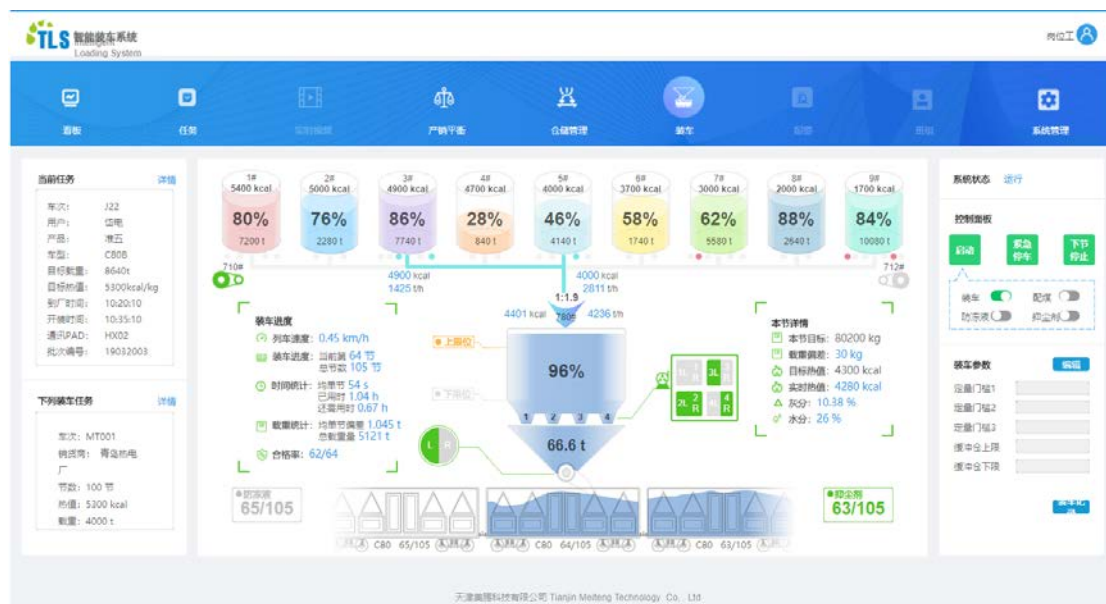 TLS 智能装车系统
Intelligent
Loading System
岗位工
看板
任务
实时视频
产销平衡
仓储管理
装车
系统管理
当前任务 详情
车次: J22
用户:
产品: 准五
车型: C80B
目标载重: 8640t
目标热值: 5300kcal/kg
到厂时间: 10:20:10
开装时间: 10:35:10
通讯PAD: HX02
批次编号: 19032003
下列装车任务 详情
车次: MT001
销货商: 青岛热电
厂
节数: 100 节
热值: 5300 kcal
载重: 4000 t
1# 2# 3# 4# 5# 6# 7# 8# 9#
5400 kcal 5000 kcal 4900 kcal 4700 kcal 4000 kcal 3700 kcal 3000 kcal 2000 kcal 1700 kcal
80% 76% 86% 28% 46% 58% 62% 88% 84%
7200 t 2280 t 7740 t 840 t 4140 t 1740 t 5580 t 2640 t 10080 t
710#
712#
4900 kcal
1425 t/h
4000 kcal
2811 t/h
1:1.9
4401 kcal 780# 4236 t/h
装车进度
列车速度: 0.45 km/h
装车进度: 当前第 64 节
总节数 105 节
时间统计: 均单节 54 s
已用时 1.04 h
还需用时 0.67 h
载重统计: 均单节偏差 1.045 t
总载重量 5121 t
合格率: 62/64
上限位
下限位
96%
1 2 3 4
66.6 t
L R
1L 1R 3L 3R
2L 2R 4L 4R
本节详情
本节目标: 80200 kg
载重偏差: 30 kg
目标热值: 4300 kcal
实时热值: 4280 kcal
灰分: 10.38 %
水分: 26 %
防冻液
65/105
抑尘剂
63/105
C80 65/105
C80 64/105
C80 63/105
系统状态 运行
控制面板
启动
紧急
停车
下节
停止
装车 配煤
防冻液 抑尘剂
装车参数 编辑
定量门槛1
定量门槛2
定量门槛3
缓冲仓上限
缓冲仓下限
天津美腾科技有限公司 Tianjin Meiteng Technology Co., Ltd